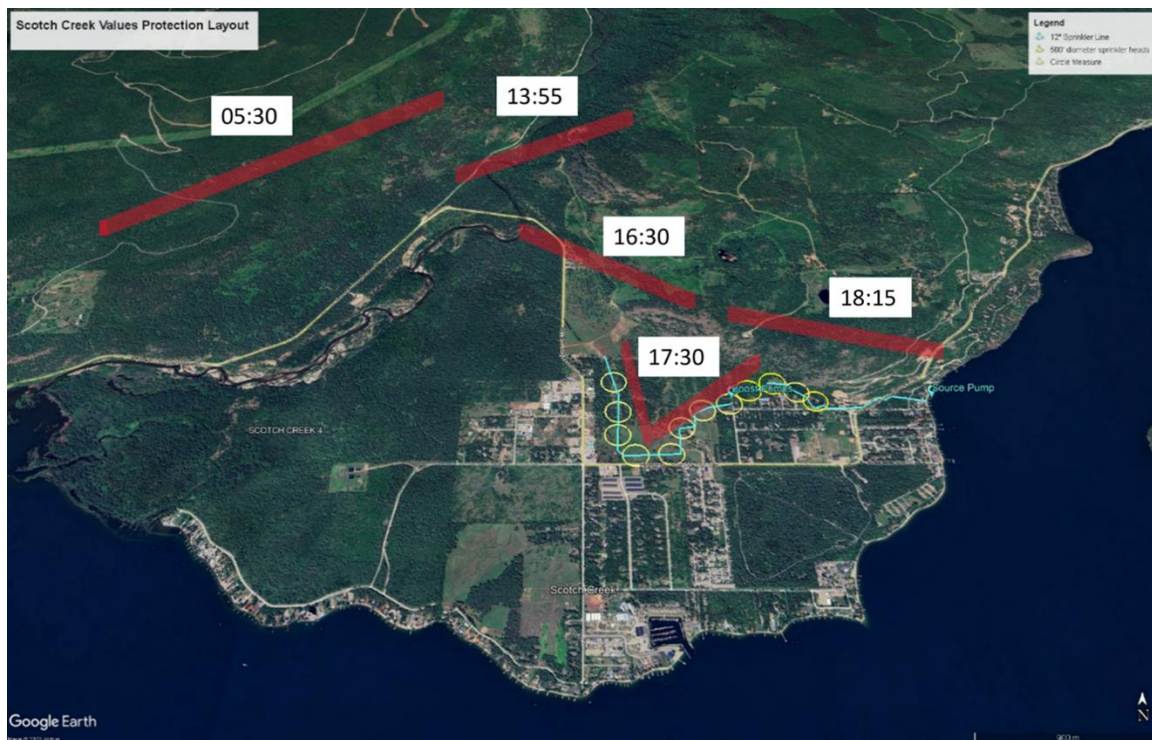 Scotch Creek Values Protection Layout
Legend
12" Sprinkler Line
500' diameter sprinkler heads
Circle Measure
05:30
13:55
16:30
18:15
17:30
Source Pump
SCOTCH CREEK 4
Scotch Creek
Google Earth
N
900 m